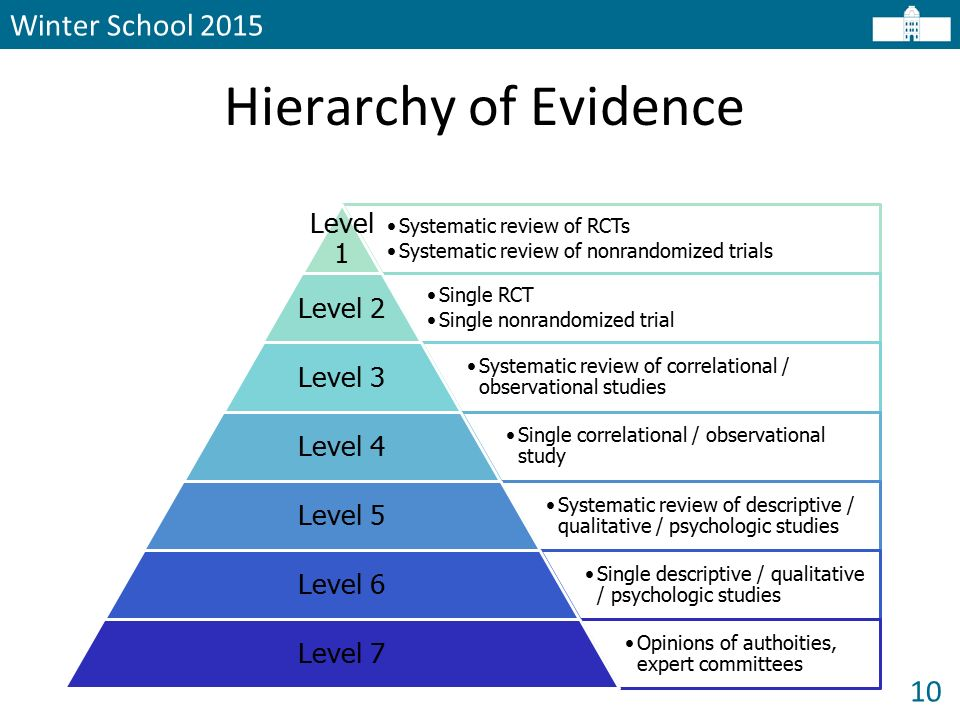 Winter School 2015
Hierarchy of Evidence
Level
1
•Systematic review of RCTs
•Systematic review of nonrandomized trials
Level 2
•Single RCT
•Single nonrandomized trial
Level 3
•Systematic review of correlational /
observational studies
Level 4
•Single correlational / observational
study
Level 5
•Systematic review of descriptive /
qualitative / psychologic studies
Level 6
•Single descriptive / qualitative
/ psychologic studies
Level 7
•Opinions of authoities,
expert committees
10